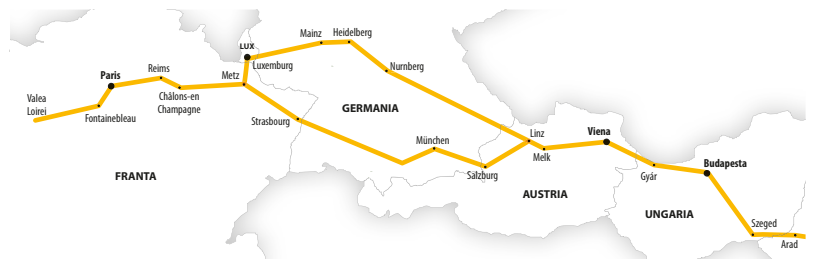 Valea
Loirei
Fontainebleau
Paris
Reims
Châlons-en
Champagne
Metz
LUX
Luxemburg
Mainz
Heidelberg
Nurnberg
Strasbourg
GERMANIA
München
Salzburg
Linz
Melk
Viena
Gyár
Budapesta
Szeged
Arad
FRANTA
AUSTRIA
UNGARIA